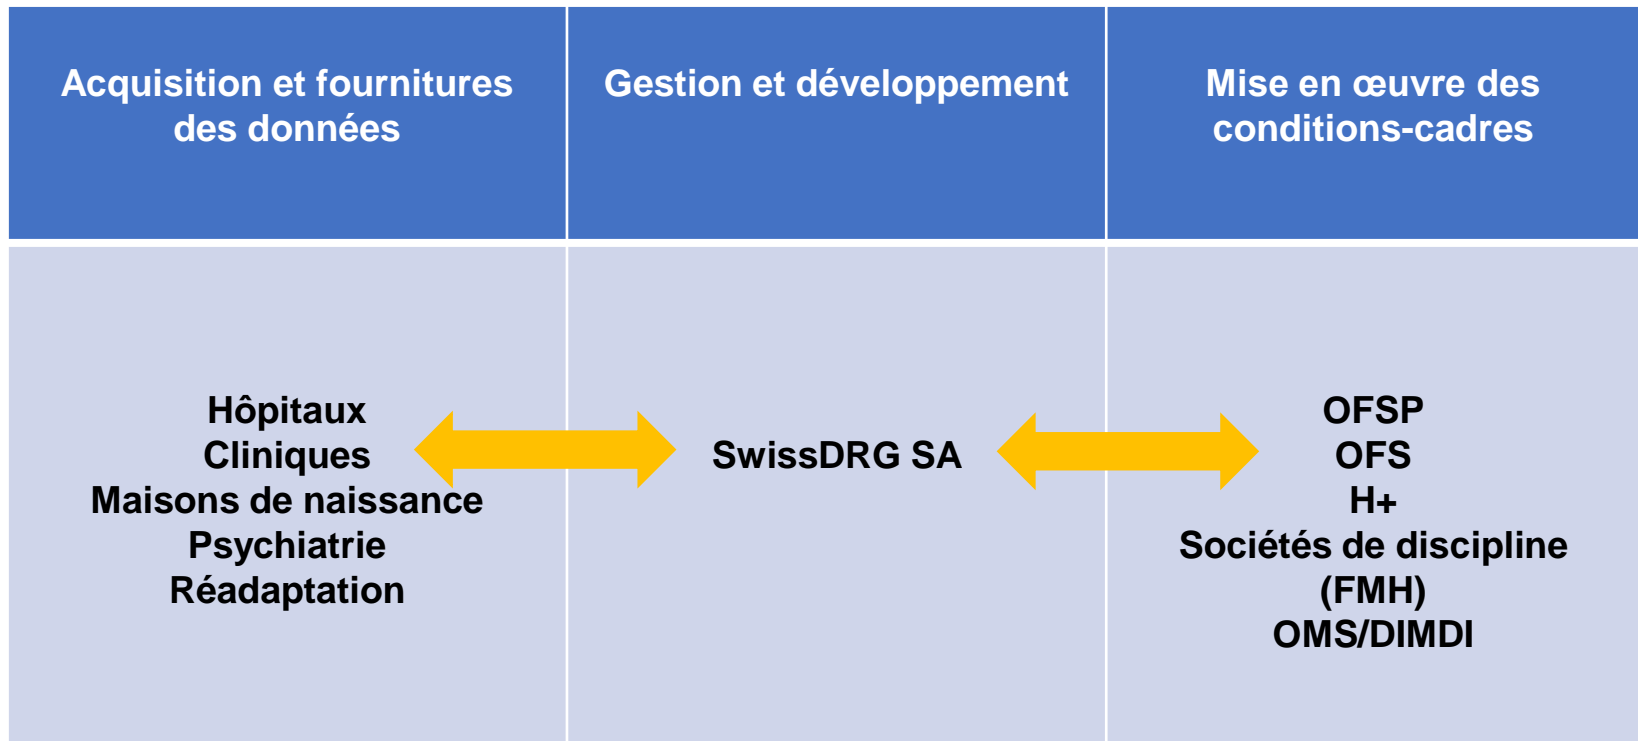 Acquisition et fournitures
des données
Gestion et développement
Mise en œuvre des
conditions-cadres
Hôpitaux
Cliniques
Maisons de naissance
Psychiatrie
Réadaptation
SwissDRG SA
OFSP
OFS
H+
Sociétés de discipline
(FMH)
OMS/DIMDI